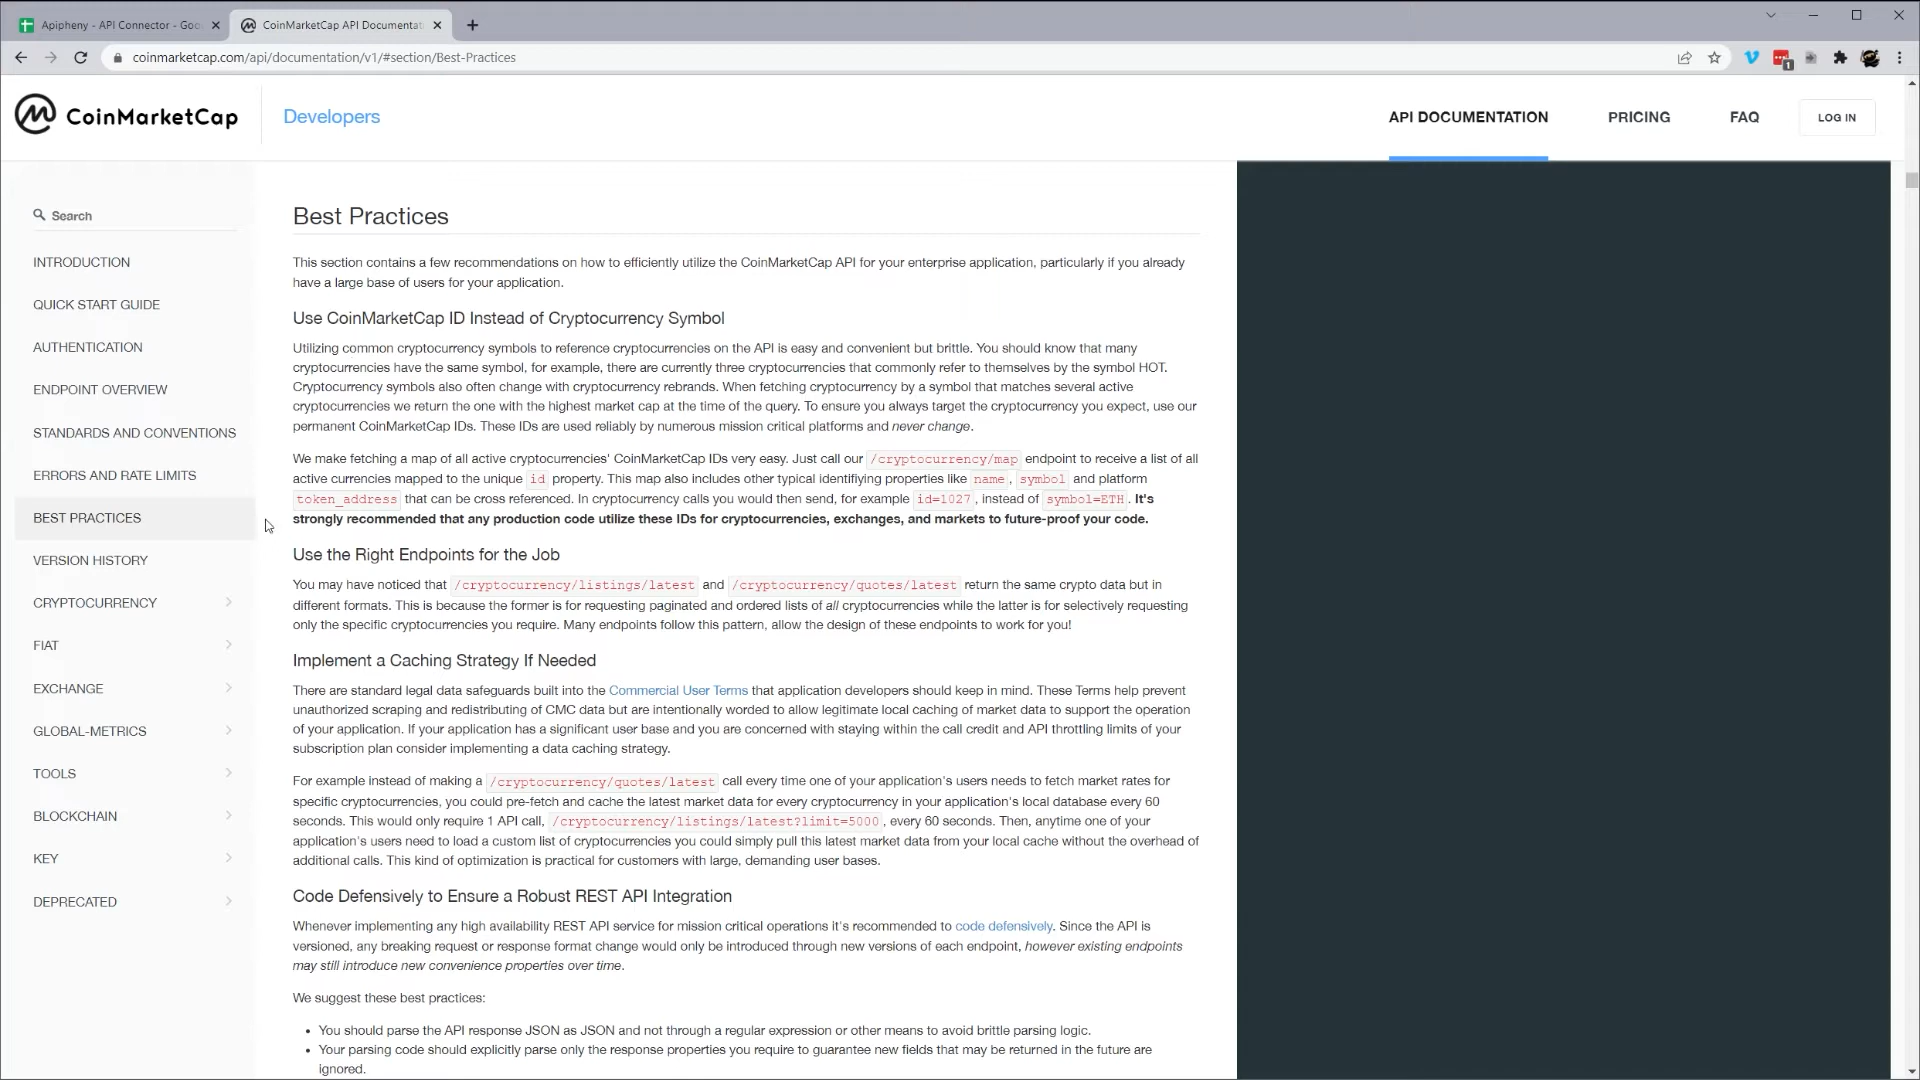 Apipheny - API Connector - Goo
CoinMarketCap API Documentat
coinmarketcap.com/api/documentation/v1/#section/Best-Practices
1
CoinMarketCap
Developers
API DOCUMENTATION
PRICING
FAQ
LOG IN
Search
INTRODUCTION
QUICK START GUIDE
AUTHENTICATION
ENDPOINT OVERVIEW
STANDARDS AND CONVENTIONS
ERRORS AND RATE LIMITS
BEST PRACTICES
VERSION HISTORY
CRYPTOCURRENCY
FIAT
EXCHANGE
GLOBAL-METRICS
TOOLS
BLOCKCHAIN
KEY
DEPRECATED
Best Practices
This section contains a few recommendations on how to efficiently utilize the CoinMarketCap API for your enterprise application, particularly if you already
have a large base of users for your application.
Use CoinMarketCap ID Instead of Cryptocurrency Symbol
Utilizing common cryptocurrency symbols to reference cryptocurrencies on the API is easy and convenient but brittle. You should know that many
cryptocurrencies have the same symbol, for example, there are currently three cryptocurrencies that commonly refer to themselves by the symbol HOT.
Cryptocurrency symbols also often change with cryptocurrency rebrands. When fetching cryptocurrency by a symbol that matches several active
cryptocurrencies we return the one with the highest market cap at the time of the query. To ensure you always target the cryptocurrency you expect, use our
permanent CoinMarketCap IDs. These IDs are used reliably by numerous mission critical platforms and never change.
We make fetching a map of all active cryptocurrencies' CoinMarketCap IDs very easy. Just call our /cryptocurrency/map endpoint to receive a list of all
active currencies mapped to the unique id property. This map also includes other typical identifiying properties like name, symbol and platform
token_address that can be cross referenced. In cryptocurrency calls you would then send, for example id=1027, instead of symbol=ETH. It's
strongly recommended that any production code utilize these IDs for cryptocurrencies, exchanges, and markets to future-proof your code.
Use the Right Endpoints for the Job
You may have noticed that /cryptocurrency/listings/latest and /cryptocurrency/quotes/latest return the same crypto data but in
different formats. This is because the former is for requesting paginated and ordered lists of all cryptocurrencies while the latter is for selectively requesting
only the specific cryptocurrencies you require. Many endpoints follow this pattern, allow the design of these endpoints to work for you!
Implement a Caching Strategy If Needed
There are standard legal data safeguards built into the Commercial User Terms that application developers should keep in mind. These Terms help prevent
unauthorized scraping and redistributing of CMC data but are intentionally worded to allow legitimate local caching of market data to support the operation
of your application. If your application has a significant user base and you are concerned with staying within the call credit and API throttling limits of your
subscription plan consider implementing a data caching strategy.
For example instead of making a /cryptocurrency/quotes/latest call every time one of your application's users needs to fetch market rates for
specific cryptocurrencies, you could pre-fetch and cache the latest market data for every cryptocurrency in your application's local database every 60
seconds. This would only require 1 API call, /cryptocurrency/listings/latest?limit=5000, every 60 seconds. Then, anytime one of your
application's users need to load a custom list of cryptocurrencies you could simply pull this latest market data from your local cache without the overhead of
additional calls. This kind of optimization is practical for customers with large, demanding user bases.
Code Defensively to Ensure a Robust REST API Integration
Whenever implementing any high availability REST API service for mission critical operations it's recommended to code defensively. Since the API is
versioned, any breaking request or response format change would only be introduced through new versions of each endpoint, however existing endpoints
may still introduce new convenience properties over time.
We suggest these best practices:
• You should parse the API response JSON as JSON and not through a regular expression or other means to avoid brittle parsing logic.
• Your parsing code should explicitly parse only the response properties you require to guarantee new fields that may be returned in the future are
ignored.